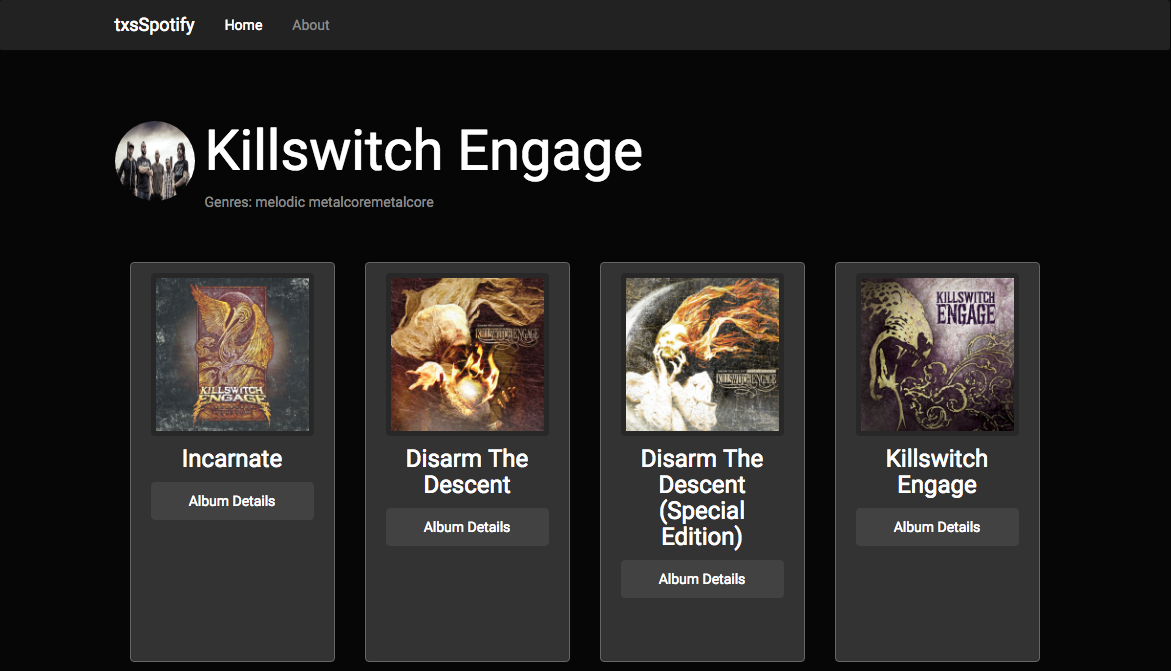 txsSpotify Home About
Killswitch Engage
Genres: melodic metalcoremetalcore
KILLSWITCH
ENGAGE
KILLSWITCH ENGAGE
KILLSWITCH ENGAGE
KILLSWITCH
ENGAGE
Incarnate
Album Details
Disarm The
Descent
Album Details
Disarm The
Descent
(Special
Edition)
Album Details
Killswitch
Engage
Album Details